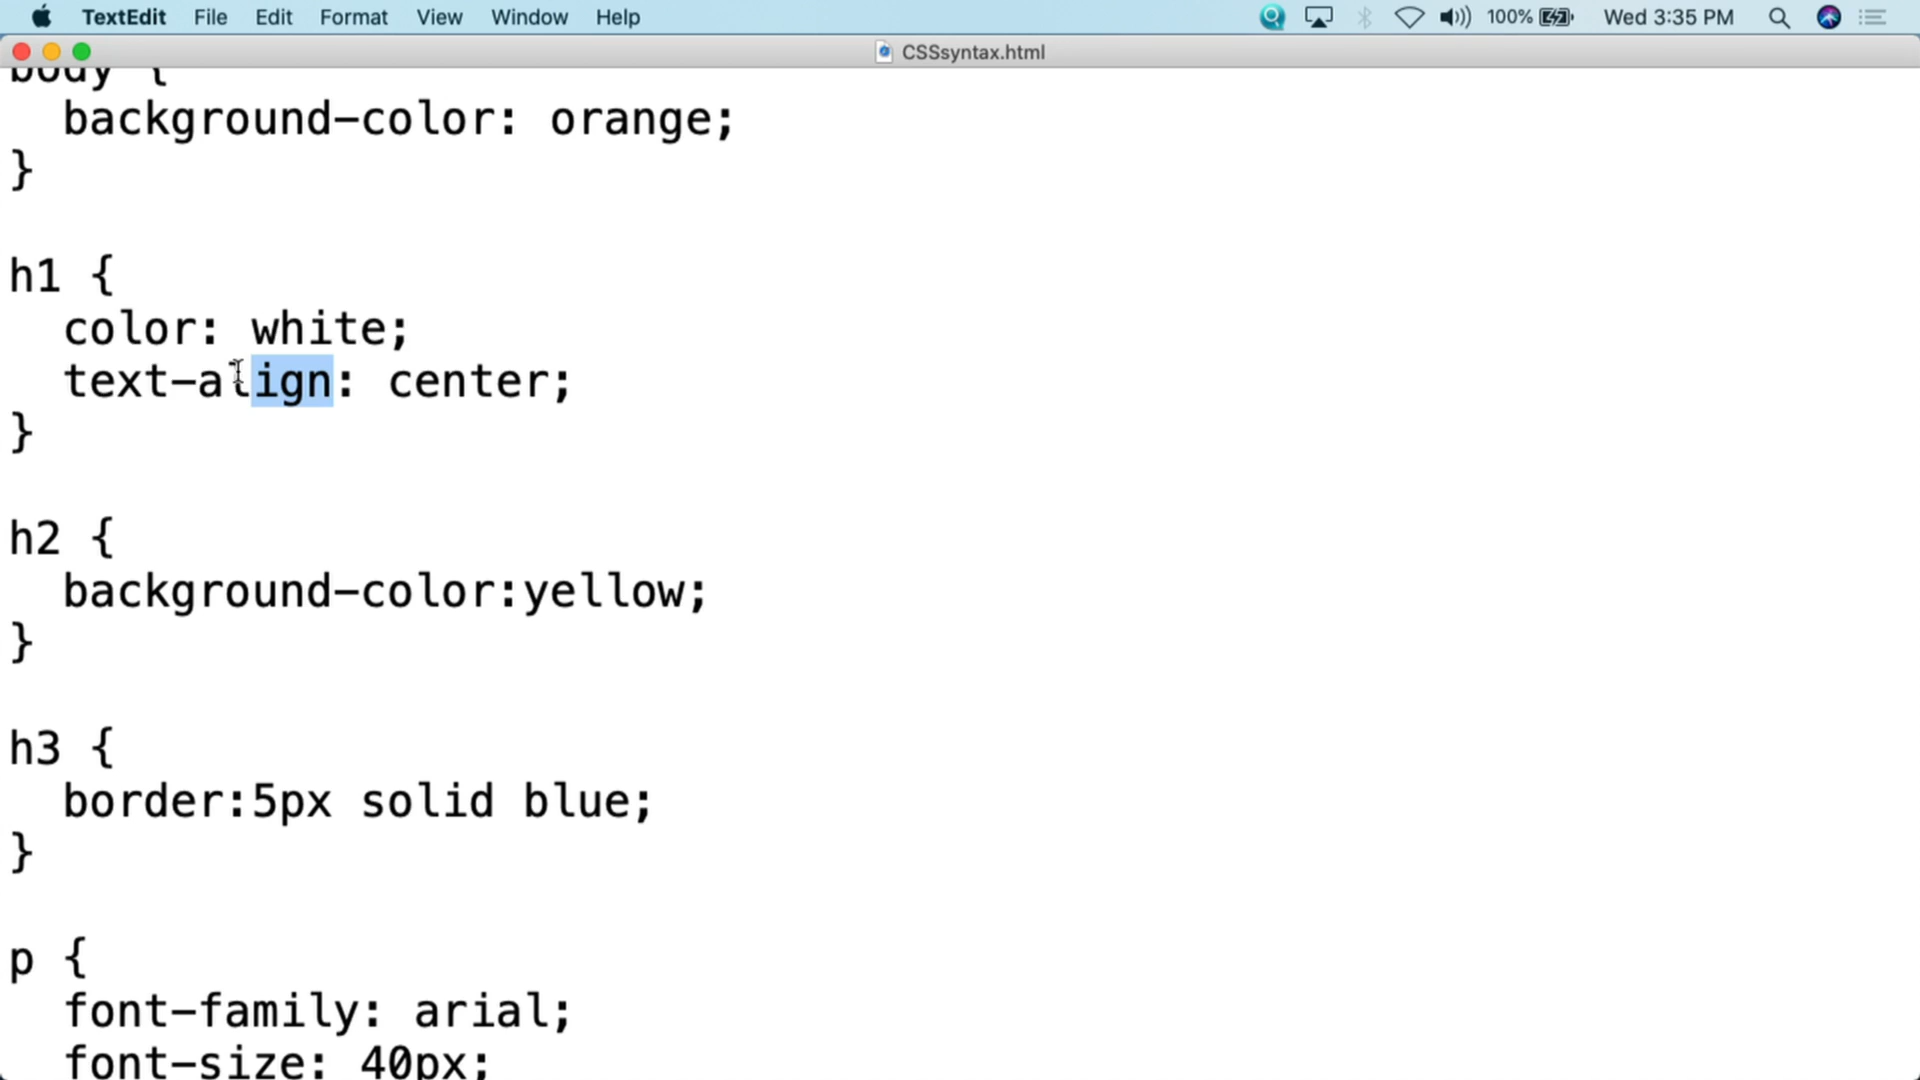 TextEdit File Edit Format View Window Help 100% Wed 3:35 PM
CSSsyntax.html
body {
background-color: orange;
}
h1 {
color: white;
text-align: center;
}
h2 {
background-color:yellow;
}
h3 {
border:5px solid blue;
}
p {
font-family: arial;
font-size: 40px;